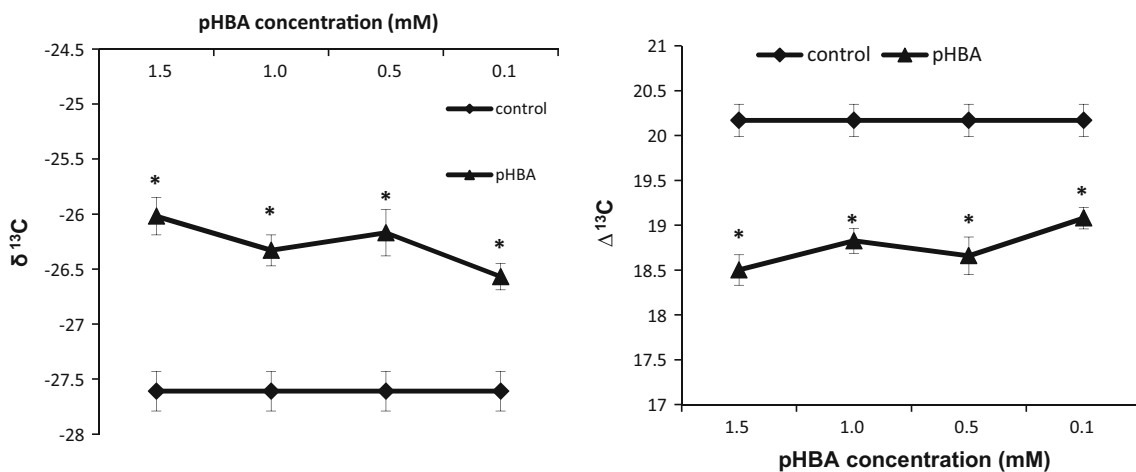 pHBA concentration (mM)
-24.5
1.5 1.0 0.5 0.1
-25
control
-25.5
pHBA
*
*
*
-26
*
-26.5
-27
-27.5
-28
δ ¹³C
21
control pHBA
20.5
20
19.5
*
19
*
*
*
18.5
18
17.5
17
Δ ¹³C
1.5 1.0 0.5 0.1
pHBA concentration (mM)